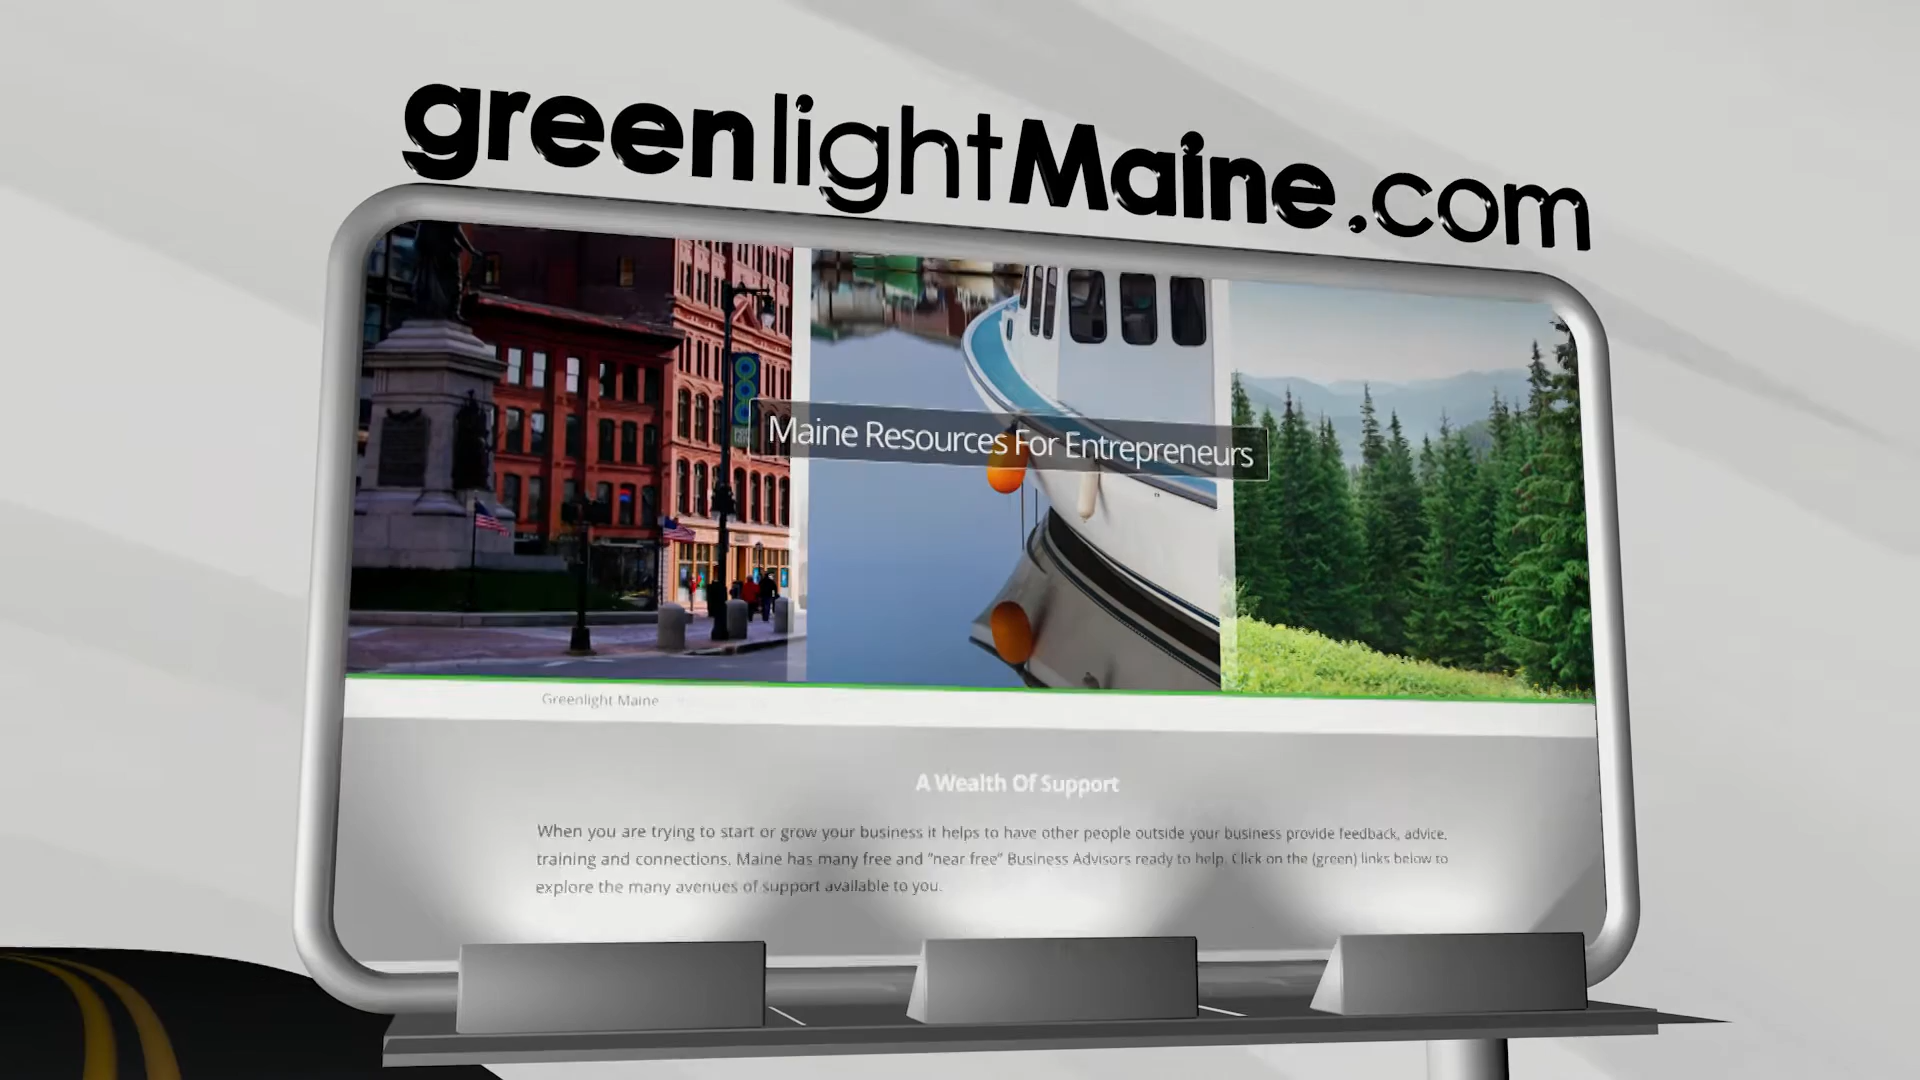 greenlightMaine.com
Maine Resources For Entrepreneurs
Greenlight Maine
A Wealth Of Support
When you are trying to start or grow your business it helps to have other people outside your business provide feedback, advice,
training and connections. Maine has many free and "near free" Business Advisors ready to help. Click on the (green) links below to
explore the many avenues of support available to you.